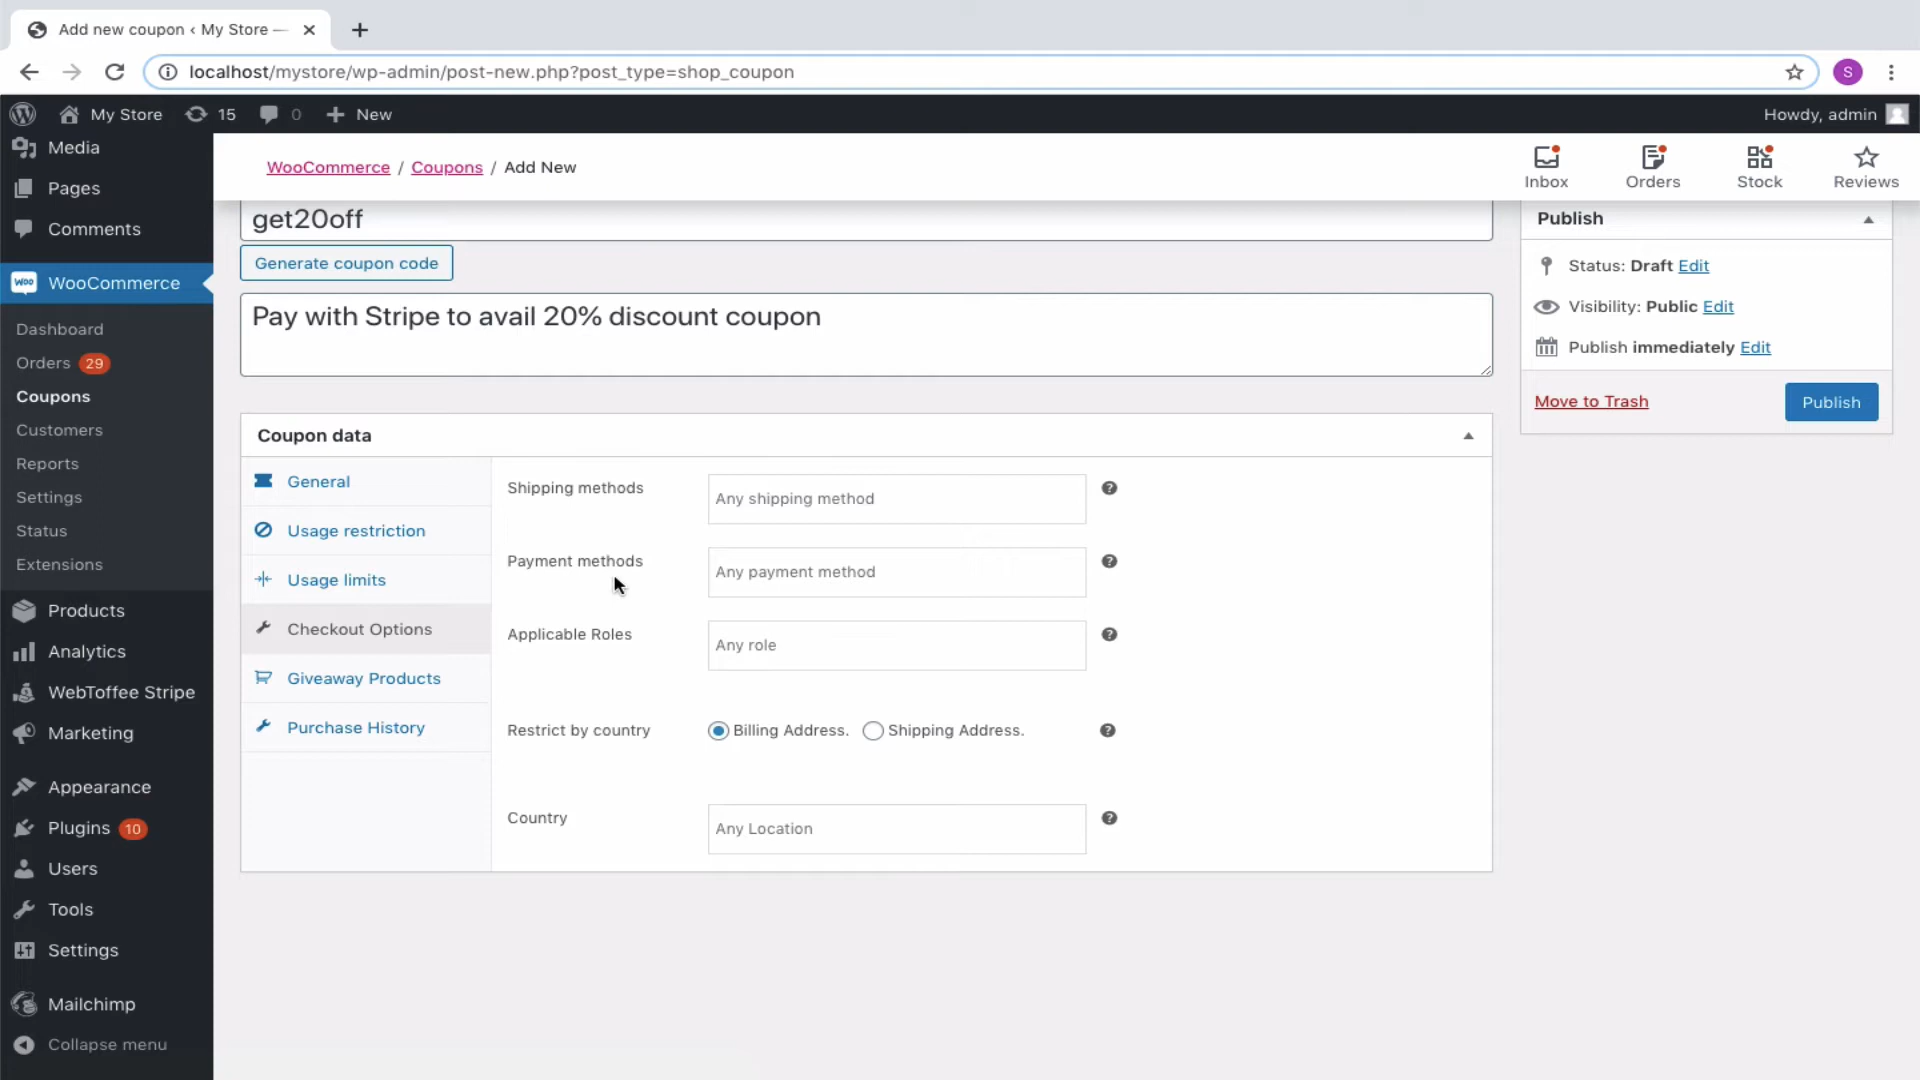 Add new coupon ‹ My Store —
localhost/mystore/wp-admin/post-new.php?post_type=shop_coupon
S
My Store
15
0
New
Howdy, admin
Media
Pages
Comments
Woo
WooCommerce
Dashboard
Orders 29
Coupons
Customers
Reports
Settings
Status
Extensions
Products
Analytics
WebToffee Stripe
Marketing
Appearance
Plugins 10
Users
Tools
Settings
Mailchimp
Collapse menu
WooCommerce / Coupons / Add New
Inbox
Orders
Stock
Reviews
get20off
Generate coupon code
Pay with Stripe to avail 20% discount coupon
Coupon data
General
Usage restriction
Usage limits
Checkout Options
Giveaway Products
Purchase History
Shipping methods
Any shipping method
Payment methods
Any payment method
Applicable Roles
Any role
Restrict by country
Billing Address. Shipping Address.
Country
Any Location
Publish
Status: Draft Edit
Visibility: Public Edit
Publish immediately Edit
Move to Trash
Publish